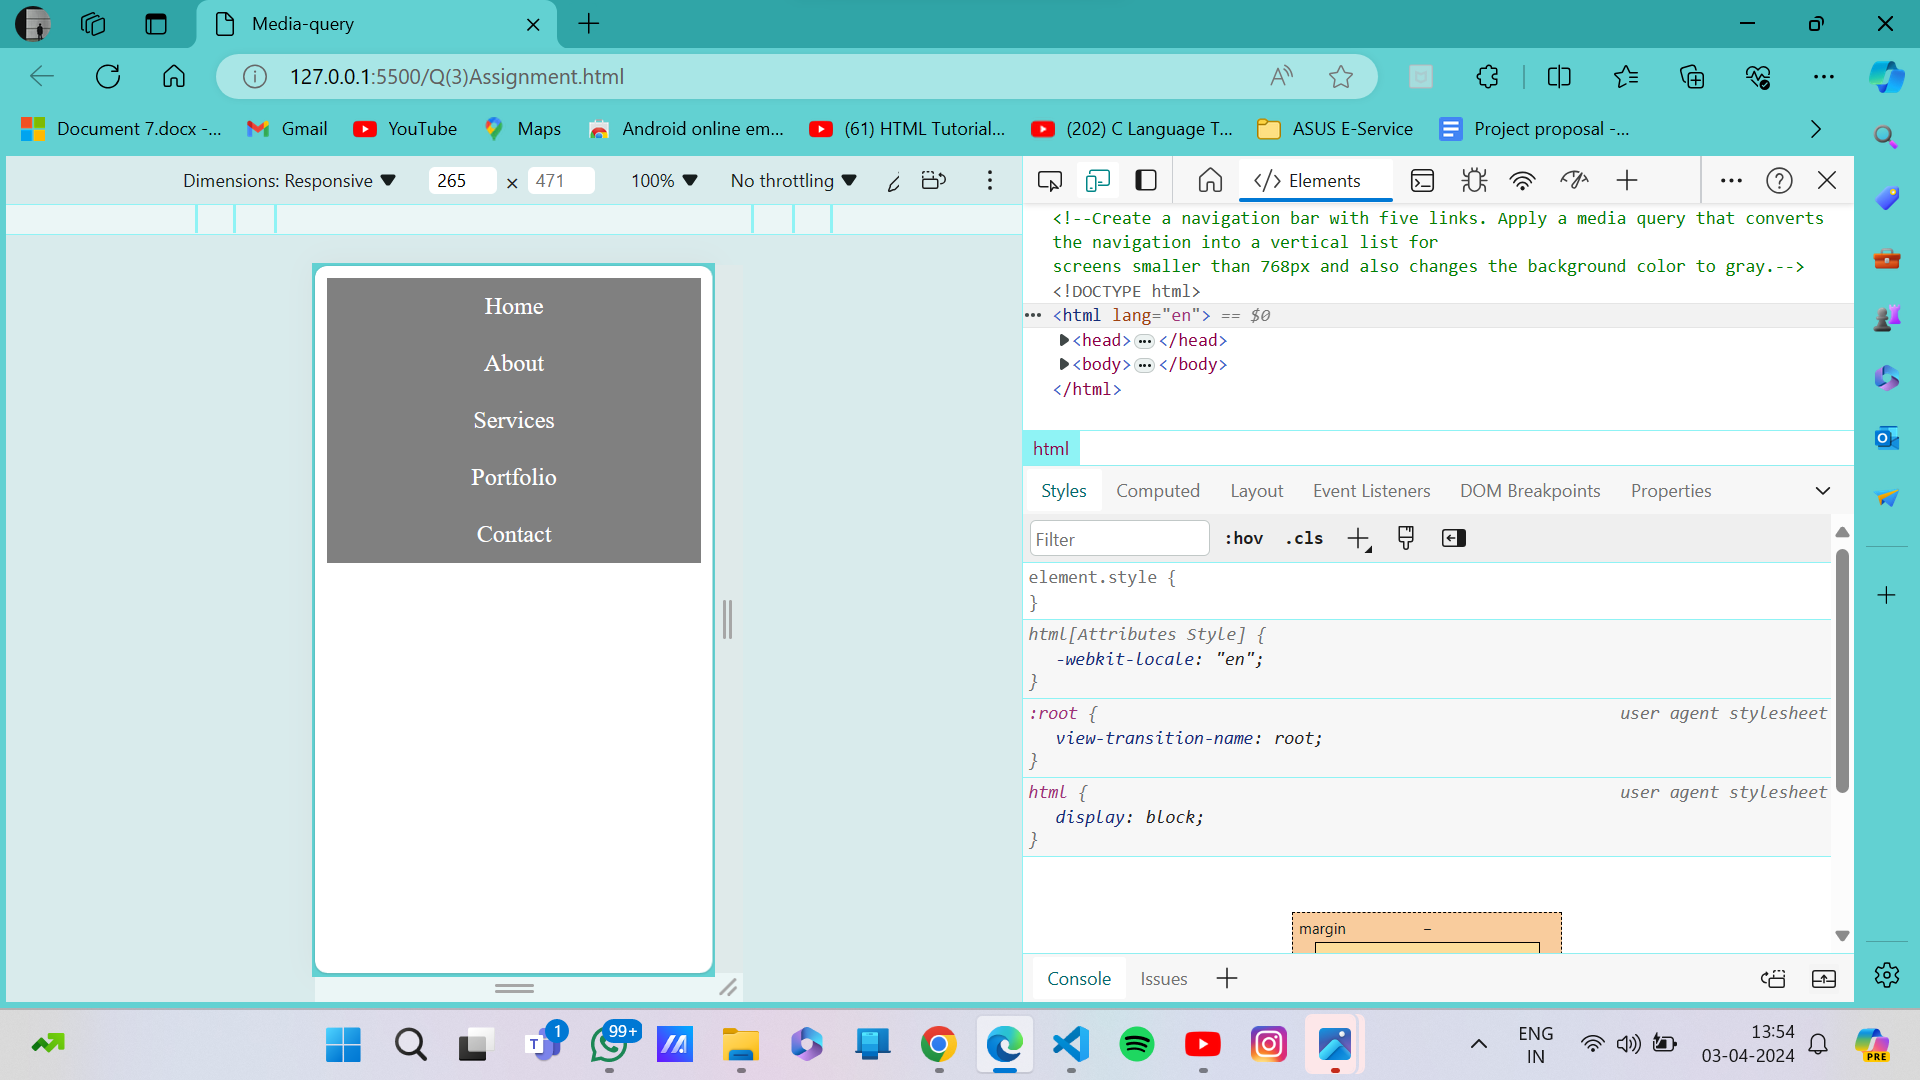 Media-query
127.0.0.1:5500/Q(3)Assignment.html
Document 7.docx -...
Gmail
YouTube
Maps
Android online em...
(61) HTML Tutorial...
(202) C Language T...
ASUS E-Service
Project proposal -...
Dimensions: Responsive
265 × 471
100%
No throttling
Elements
Home
About
Services
Portfolio
Contact
<!--Create a navigation bar with five links. Apply a media query that converts
the navigation into a vertical list for
screens smaller than 768px and also changes the background color to gray.-->
<!DOCTYPE html>
<html lang="en"> == $0
<head> ••• </head>
<body> ••• </body>
</html>
html
Styles
Computed
Layout
Event Listeners
DOM Breakpoints
Properties
Filter
:hov
.cls
element.style {
}
html[Attributes Style] {
-webkit-locale: "en";
}
:root {
user agent stylesheet
view-transition-name: root;
}
html {
user agent stylesheet
display: block;
}
margin
–
Console
Issues
1
T
99+
ENG
IN
13:54
03-04-2024
PRE